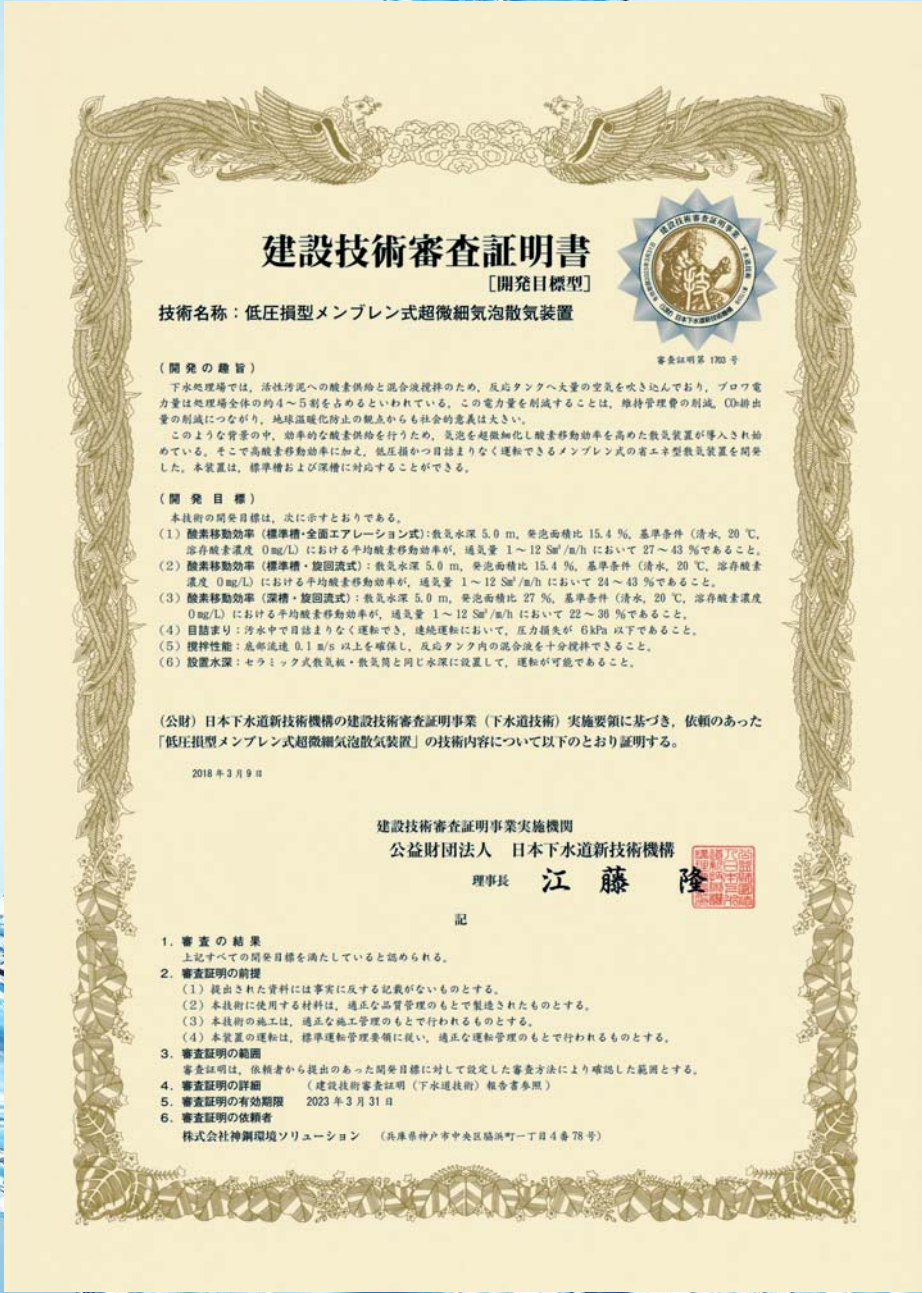 建設技術審査証明書
[開発目標型]
技術名称：低圧損型メンブレン式超微細気泡散気装置
建設技術審査証明事業 下水道技術
技
(公財) 日本下水道新技術機構
審査証明第 1703 号
(開発の趣旨)
下水処理場では，活性汚泥への酸素供給と混合液撹拌のため，反応タンクへ大量の空気を吹き込んでおり，ブロワ電
力量は処理場全体の約4～5割を占めるといわれている。この電力量を削減することは，維持管理費の削減，CO₂排出
量の削減につながり，地球温暖化防止の観点からも社会的意義は大きい。
このような背景の中，効率的な酸素供給を行うため，気泡を超微細化し酸素移動効率を高めた散気装置が導入され始
めている。そこで高酸素移動効率に加え，低圧損かつ目詰まりなく運転できるメンブレン式の省エネ型散気装置を開発
した。本装置は，標準槽および深槽に対応することができる。
(開発目標)
本技術の開発目標は，次に示すとおりである。
(1) 酸素移動効率（標準槽・全面エアレーション式）：散気水深 5.0 m，発泡面積比 15.4 %，基準条件（清水，20 ℃，
溶存酸素濃度 0mg/L）における平均酸素移動効率が，通気量 1～12 Sm³/m/h において 27～43 %であること。
(2) 酸素移動効率（標準槽・旋回流式）：散気水深 5.0 m，発泡面積比 15.4 %，基準条件（清水，20 ℃，溶存酸素
濃度 0mg/L）における平均酸素移動効率が，通気量 1～12 Sm³/m/h において 24～43 %であること。
(3) 酸素移動効率（深槽・旋回流式）：散気水深 5.0 m，発泡面積比 27 %，基準条件（清水，20 ℃，溶存酸素濃度
0mg/L）における平均酸素移動効率が，通気量 1～12 Sm³/m/h において 22～36 %であること。
(4) 目詰まり：汚水中で目詰まりなく運転でき，連続運転において，圧力損失が 6kPa 以下であること。
(5) 撹拌性能：底部流速 0.1 m/s 以上を確保し，反応タンク内の混合液を十分撹拌できること。
(6) 設置水深：セラミック式散気板・散気筒と同じ水深に設置して，運転が可能であること。
(公財) 日本下水道新技術機構の建設技術審査証明事業（下水道技術）実施要領に基づき，依頼のあった
「低圧損型メンブレン式超微細気泡散気装置」の技術内容について以下のとおり証明する。
2018年3月9日
建設技術審査証明事業実施機関
公益財団法人 日本下水道新技術機構
理事長 江藤 隆
記
1. 審査の結果
上記すべての開発目標を満たしていると認められる。
2. 審査証明の前提
(1) 提出された資料には事実に反する記載がないものとする。
(2) 本技術に使用する材料は，適正な品質管理のもとで製造されたものとする。
(3) 本技術の施工は，適正な施工管理のもとで行われるものとする。
(4) 本装置の運転は，標準運転管理要領に従い，適正な運転管理のもとで行われるものとする。
3. 審査証明の範囲
審査証明は，依頼者から提出のあった開発目標に対して設定した審査方法により確認した範囲とする。
4. 審査証明の詳細 （建設技術審査証明（下水道技術）報告書参照）
5. 審査証明の有効期限 2023年3月31日
6. 審査証明の依頼者
株式会社神鋼環境ソリューション （兵庫県神戸市中央区脇浜町一丁目4番78号）